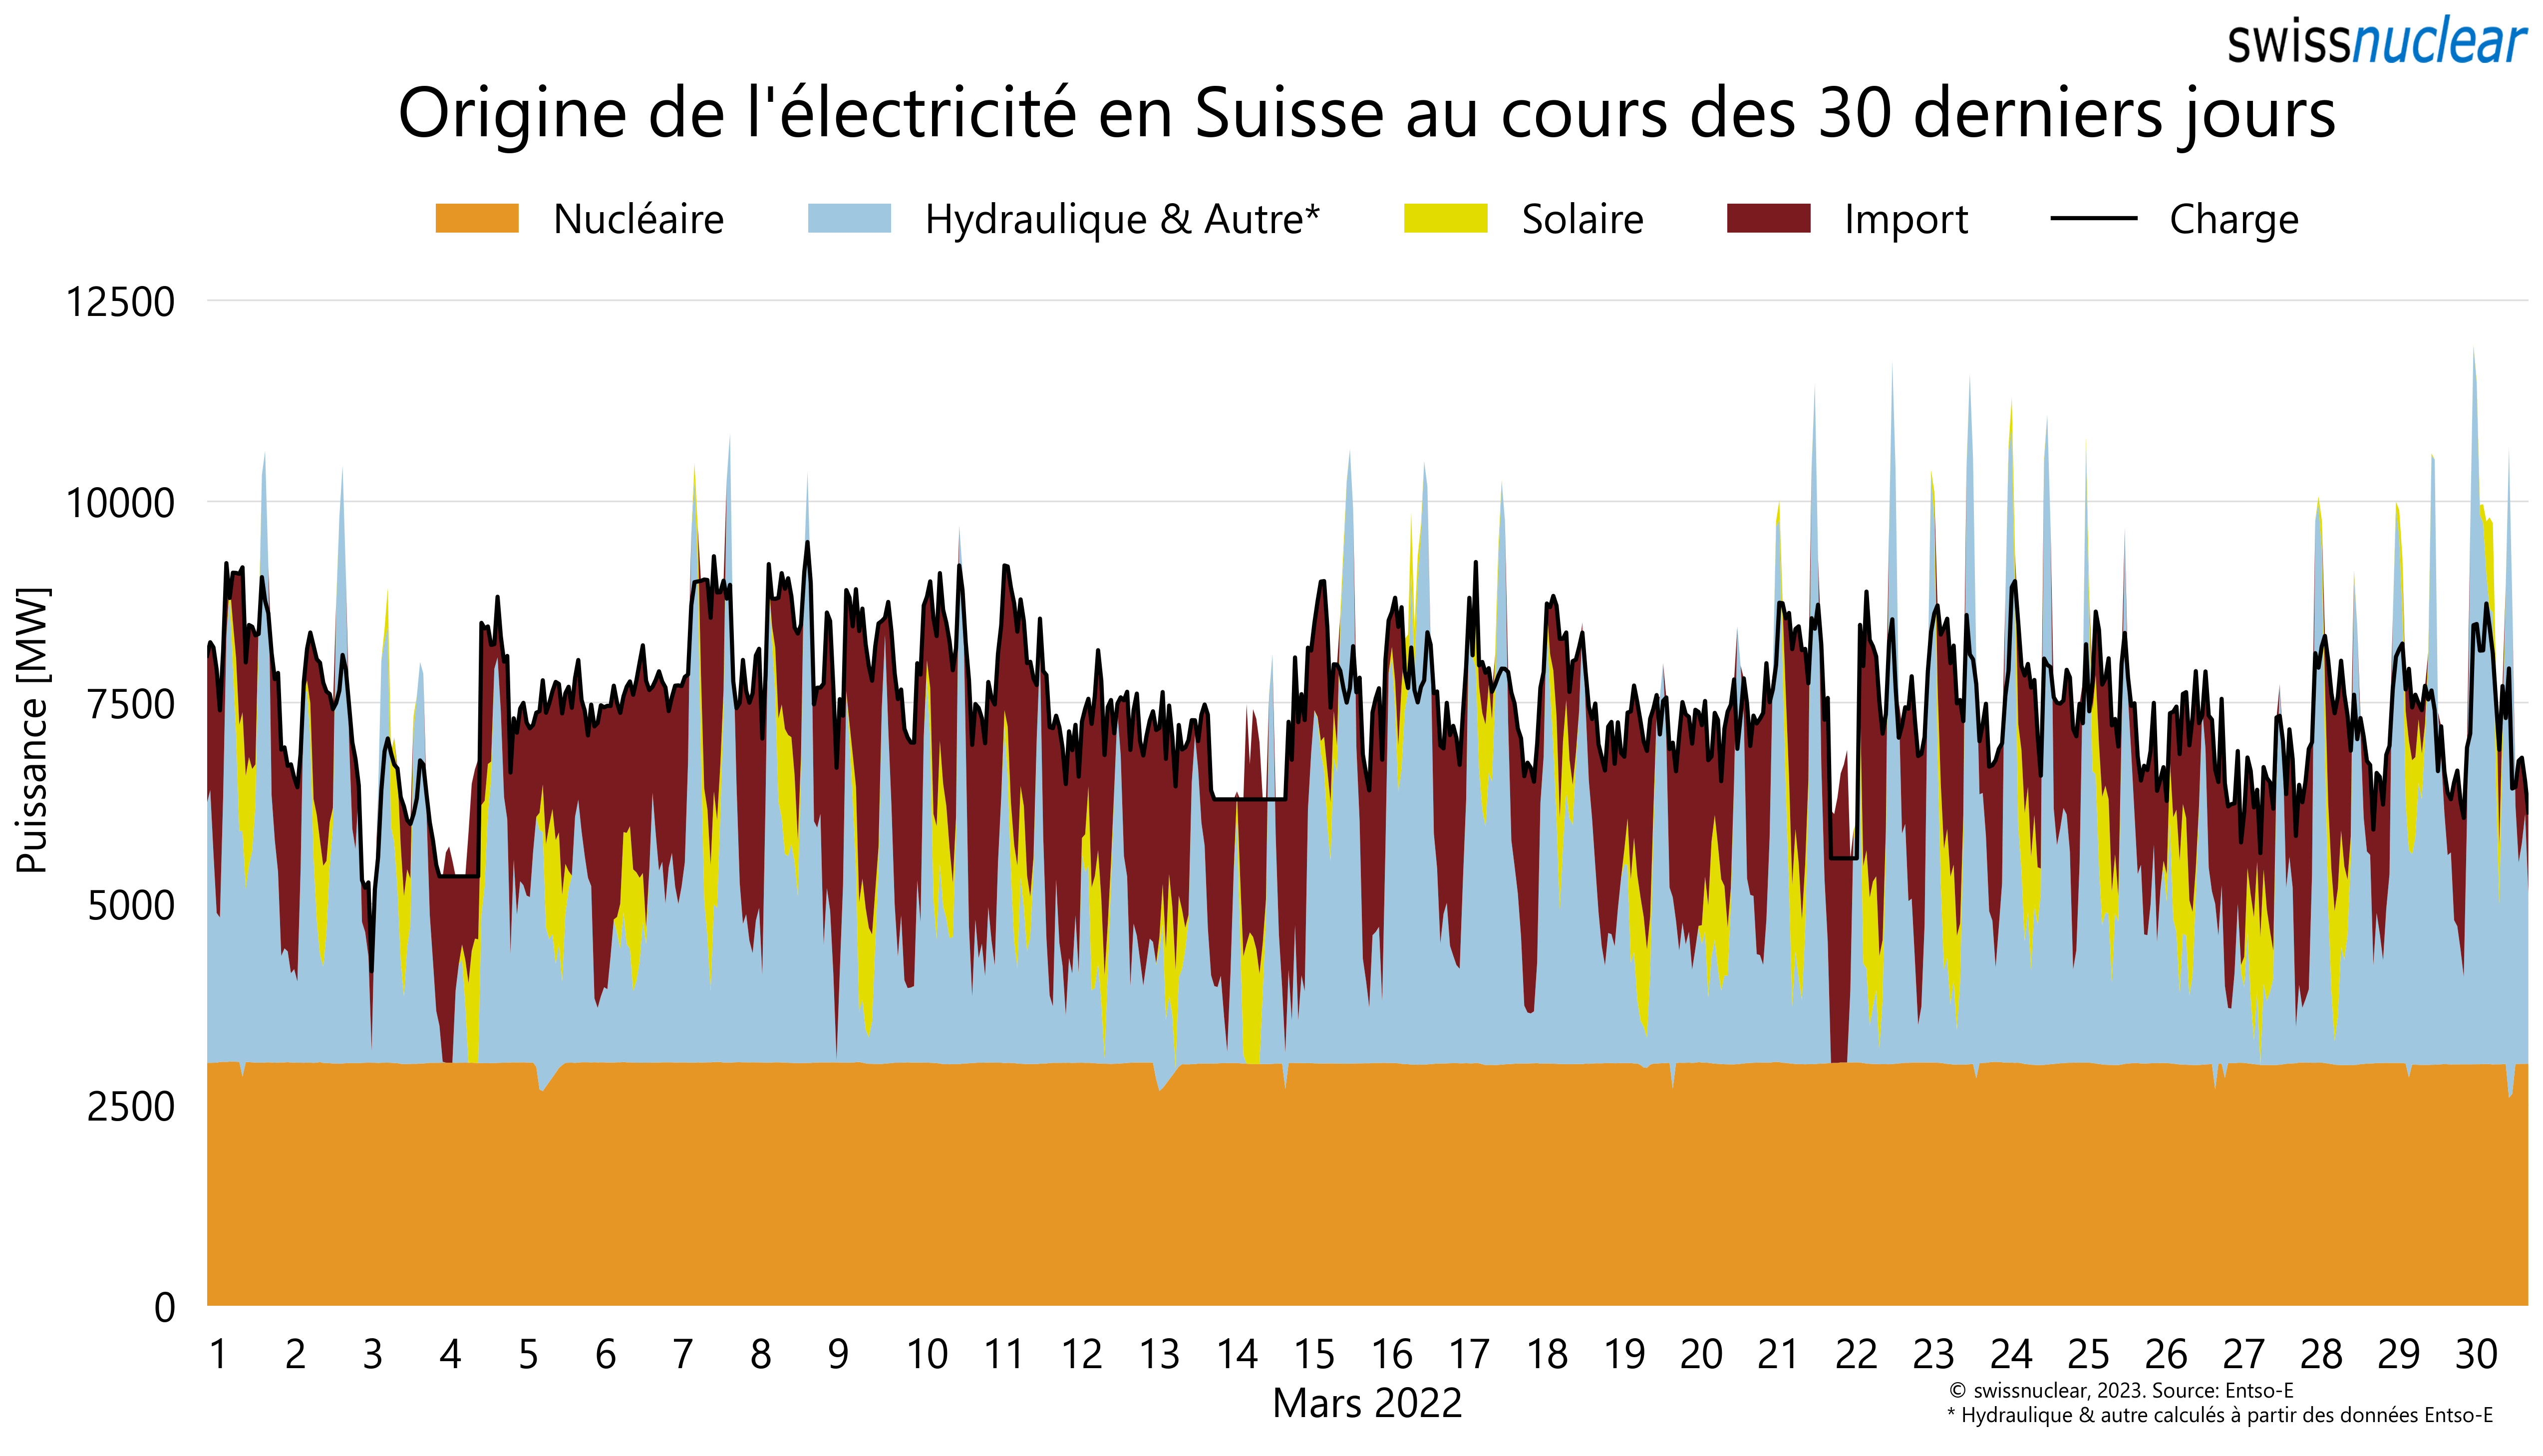 swissnuclear
Origine de l'électricité en Suisse au cours des 30 derniers jours
Nucléaire Hydraulique & Autre* Solaire Import Charge
12500
10000
7500
5000
2500
0
Puissance [MW]
1 2 3 4 5 6 7 8 9 10 11 12 13 14 15 16 17 18 19 20 21 22 23 24 25 26 27 28 29 30
Mars 2022
© swissnuclear, 2023. Source: Entso-E
* Hydraulique & autre calculés à partir des données Entso-E